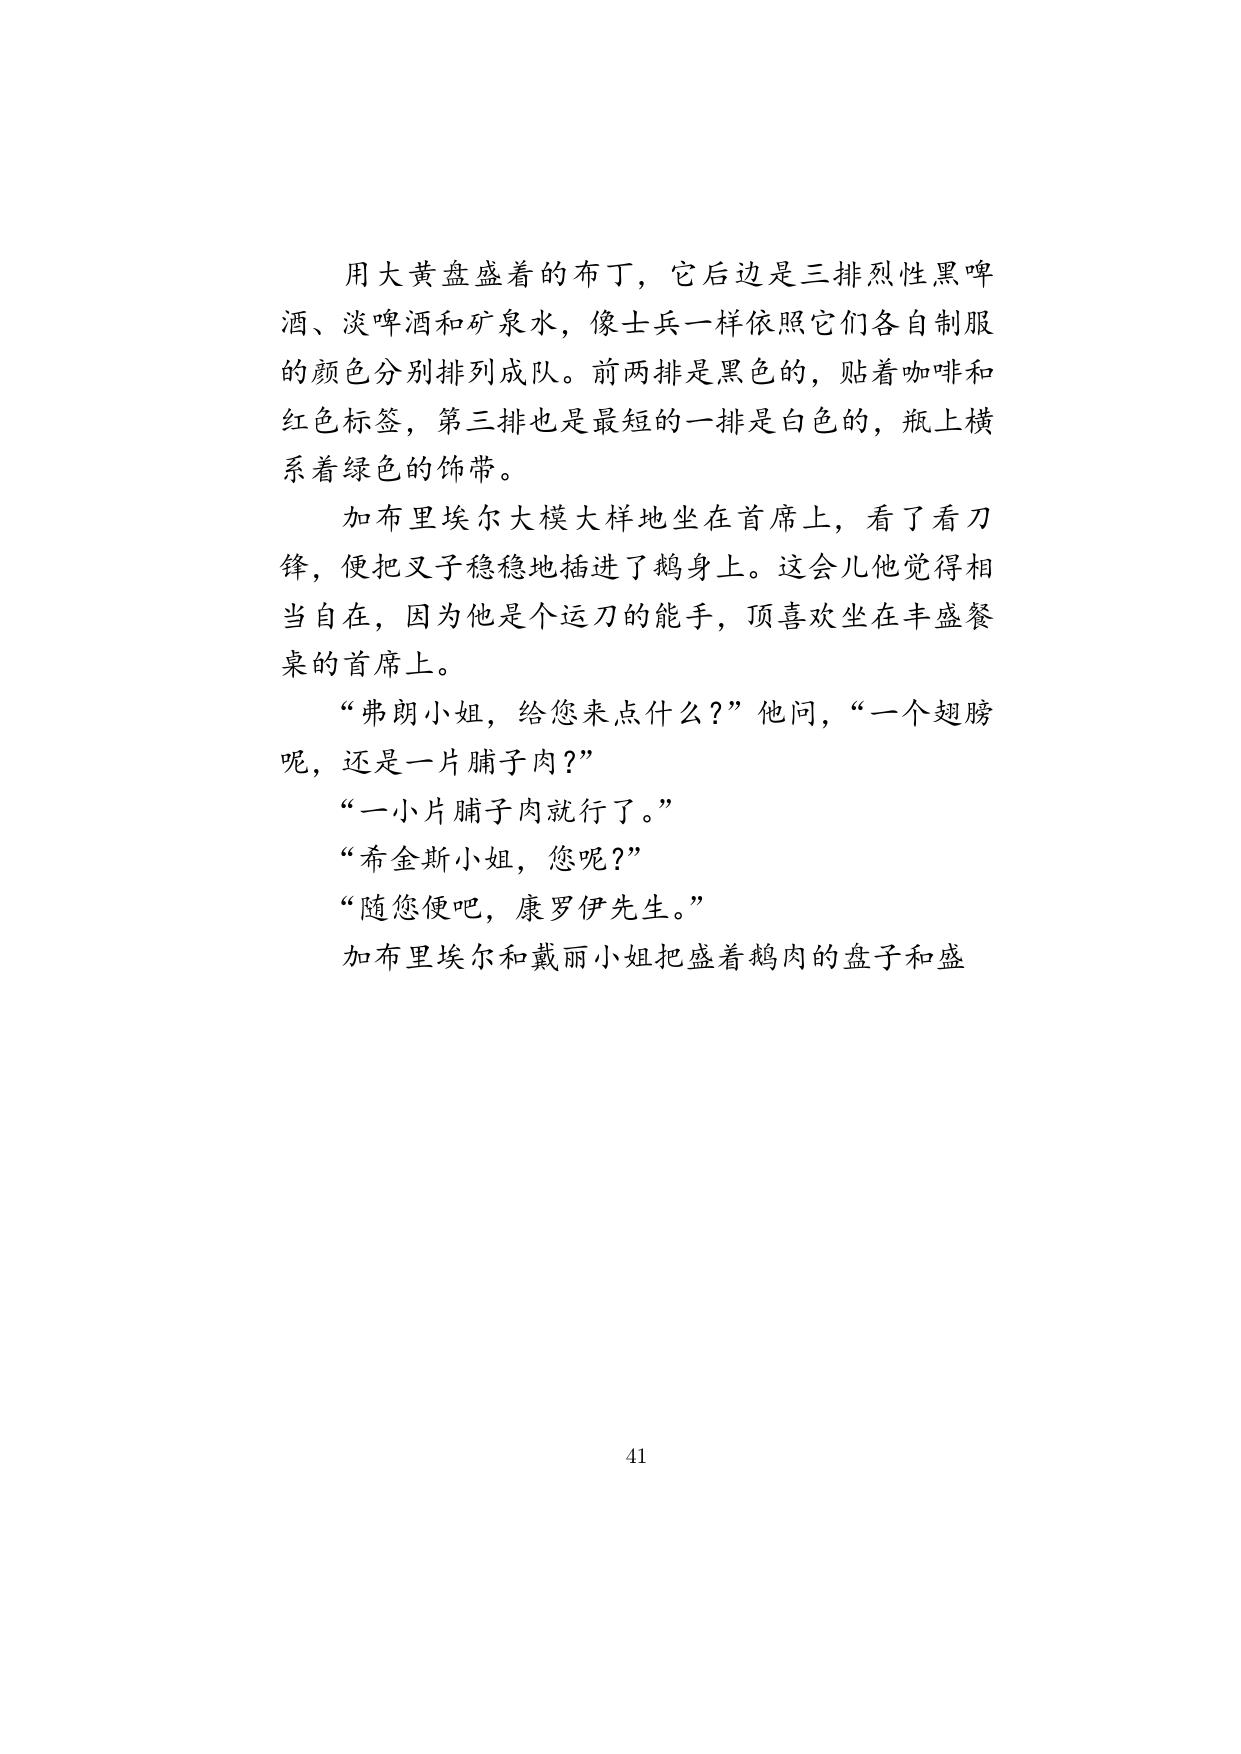 用大黄盘盛着的布丁，它后边是三排烈性黑啤
酒、淡啤酒和矿泉水，像士兵一样依照它们各自制服
的颜色分别排列成队。前两排是黑色的，贴着咖啡和
红色标签，第三排也是最短的一排是白色的，瓶上横
系着绿色的饰带。
加布里埃尔大模大样地坐在首席上，看了看刀
锋，便把叉子稳稳地插进了鹅身上。这会儿他觉得相
当自在，因为他是个运刀的能手，顶喜欢坐在丰盛餐
桌的首席上。
“弗朗小姐，给您来点什么？”他问，“一个翅膀
呢，还是一片脯子肉？”
“一小片脯子肉就行了。”
“希金斯小姐，您呢？”
“随您便吧，康罗伊先生。”
加布里埃尔和戴丽小姐把盛着鹅肉的盘子和盛
41